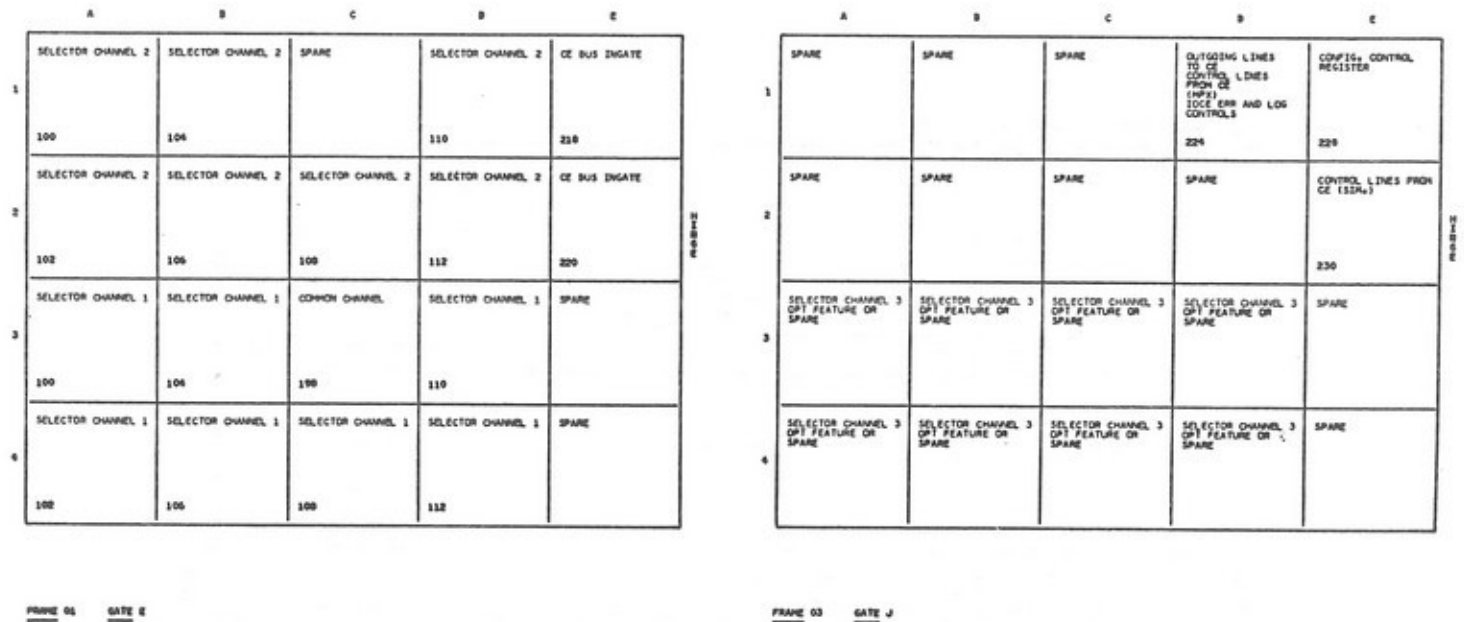 A B C D E
SELECTOR CHANNEL 2 SELECTOR CHANNEL 2 SPARE SELECTOR CHANNEL 2 CE BUS INGATE
1
100 104 110 218
SELECTOR CHANNEL 2 SELECTOR CHANNEL 2 SELECTOR CHANNEL 2 SELECTOR CHANNEL 2 CE BUS INGATE
2
102 106 108 112 220
SELECTOR CHANNEL 1 SELECTOR CHANNEL 1 COMMON CHANNEL SELECTOR CHANNEL 1 SPARE
3
100 104 198 110
SELECTOR CHANNEL 1 SELECTOR CHANNEL 1 SELECTOR CHANNEL 1 SELECTOR CHANNEL 1 SPARE
4
102 106 108 112
HINGE
FRAME 01 GATE E
A B C D E
SPARE SPARE SPARE OUTGOING LINES CONFIG. CONTROL
TO CE REGISTER
CONTROL LINES
FROM CE
(MPX)
IOCE ERR AND LOG
CONTROLS
1
224 228
SPARE SPARE SPARE SPARE CONTROL LINES FROM
CE (SIM.)
2
230
SELECTOR CHANNEL 3 SELECTOR CHANNEL 3 SELECTOR CHANNEL 3 SELECTOR CHANNEL 3 SPARE
OPT FEATURE OR OPT FEATURE OR OPT FEATURE OR OPT FEATURE OR
SPARE SPARE SPARE SPARE
3
SELECTOR CHANNEL 3 SELECTOR CHANNEL 3 SELECTOR CHANNEL 3 SELECTOR CHANNEL 3 SPARE
OPT FEATURE OR OPT FEATURE OR OPT FEATURE OR OPT FEATURE OR
SPARE SPARE SPARE SPARE
4
HINGE
FRAME 03 GATE J